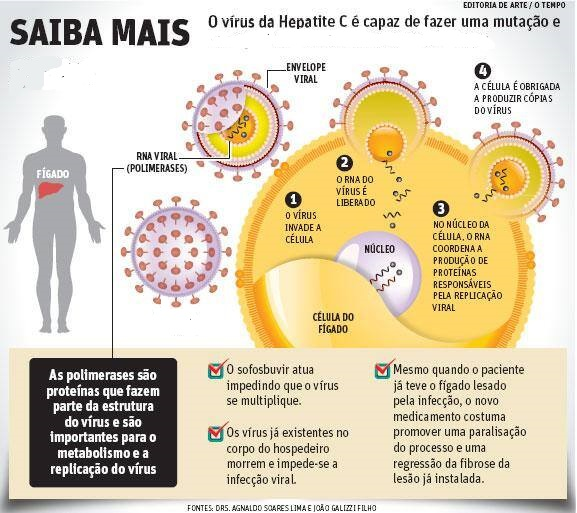 EDITORIA DE ARTE / O TEMPO
SAIBA MAIS
O vírus da Hepatite C é capaz de fazer uma mutação e
ENVELOPE
VIRAL
RNA VIRAL
(POLIMERASES)
FÍGADO
1
O VÍRUS
INVADE A
CÉLULA
2
O RNA DO
VÍRUS É
LIBERADO
3
NO NÚCLEO DA
CÉLULA, O RNA
COORDENA A
PRODUÇÃO DE
PROTEÍNAS
RESPONSÁVEIS
PELA REPLICAÇÃO
VIRAL
4
A CÉLULA É OBRIGADA
A PRODUZIR CÓPIAS
DO VÍRUS
NÚCLEO
CÉLULA DO
FÍGADO
As polimerases são
proteínas que fazem
parte da estrutura
do vírus e são
importantes para o
metabolismo e a
replicação do vírus
O sofosbuvir atua
impedindo que o vírus
se multiplique.
Os vírus já existentes no
corpo do hospedeiro
morrem e impede-se a
infecção viral.
Mesmo quando o paciente
já teve o fígado lesado
pela infecção, o novo
medicamento costuma
promover uma paralisação
do processo e uma
regressão da fibrose da
lesão já instalada.
FONTES: DRS. AGNALDO SOARES LIMA E JOÃO GALIZZI FILHO